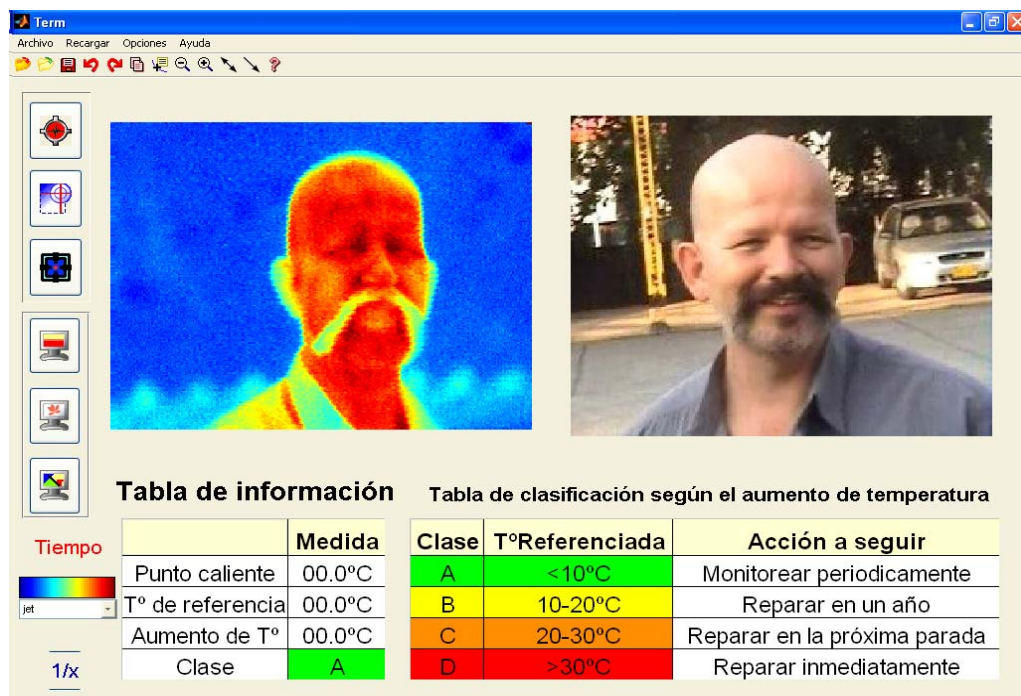 Term
Archivo Recargar Opciones Ayuda
Tabla de información
Tabla de clasificación según el aumento de temperatura
Tiempo
jet
1/x
Medida
Punto caliente 00.0ºC
Tº de referencia 00.0ºC
Aumento de Tº 00.0ºC
Clase A
Clase TºReferenciada Acción a seguir
A <10ºC Monitorear periodicamente
B 10-20ºC Reparar en un año
C 20-30ºC Reparar en la próxima parada
D >30ºC Reparar inmediatamente